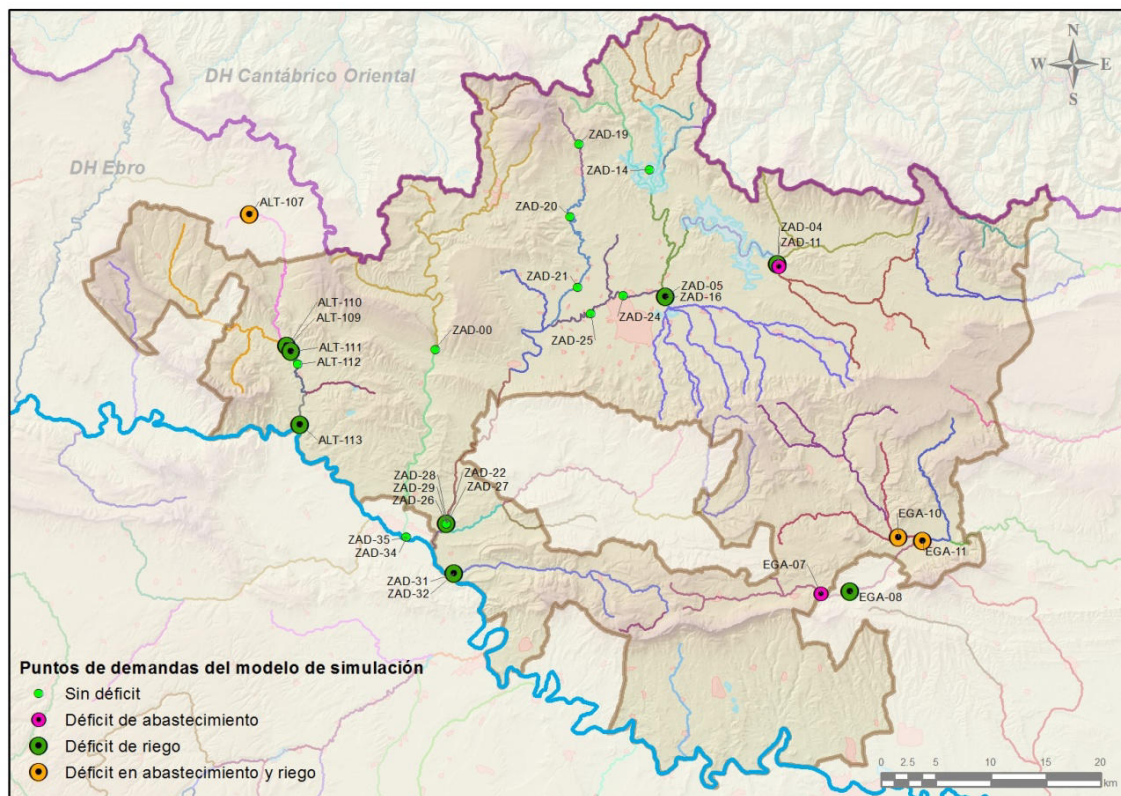 DH Cantábrico Oriental
N
W E
S
ZAD-19
ZAD-14
DH Ebro
ALT-107
ZAD-20
ZAD-04
ZAD-11
ZAD-21
ZAD-05
ZAD-16
ALT-110
ALT-109
ZAD-24
ALT-111
ZAD-00
ZAD-25
ALT-112
ALT-113
ZAD-28
ZAD-22
ZAD-29
ZAD-27
ZAD-26
EGA-10
ZAD-35
ZAD-34
EGA-11
EGA-07
ZAD-31
ZAD-32
EGA-08
Puntos de demandas del modelo de simulación
Sin déficit
Déficit de abastecimiento
Déficit de riego
Déficit en abastecimiento y riego
0 2.5 5 10 15 20
km